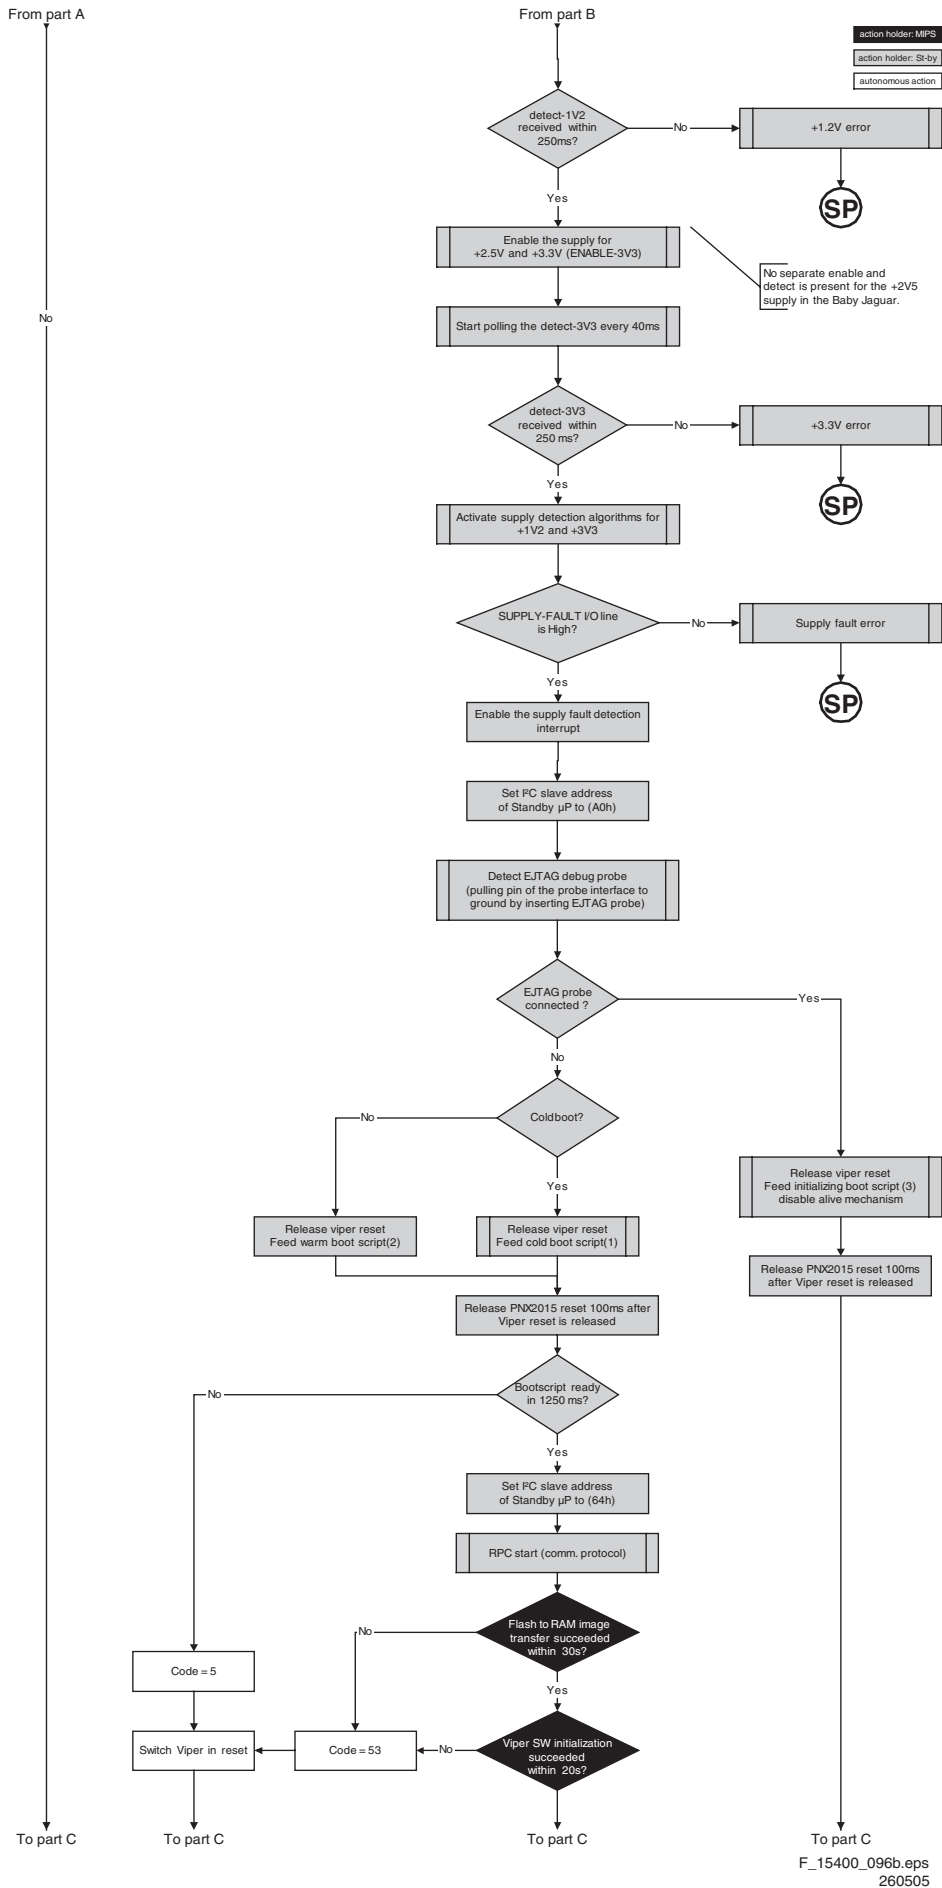 From part A
From part B
action holder: MIPS
action holder: St-by
autonomous action
detect-1V2
received within
250ms?
No
+1.2V error
SP
Yes
Enable the supply for
+2.5V and +3.3V (ENABLE-3V3)
No separate enable and
detect is present for the +2V5
supply in the Baby Jaguar.
No
Start polling the detect-3V3 every 40ms
detect-3V3
received within
250 ms?
No
+3.3V error
SP
Yes
Activate supply detection algorithms for
+1V2 and +3V3
SUPPLY-FAULT I/O line
is High?
No
Supply fault error
SP
Yes
Enable the supply fault detection
interrupt
Set I²C slave address
of Standby µP to (A0h)
Detect EJTAG debug probe
(pulling pin of the probe interface to
ground by inserting EJTAG probe)
EJTAG probe
connected ?
Yes
No
Cold boot?
No
Yes
Release viper reset
Feed initializing boot script (3)
disable alive mechanism
Release viper reset
Feed warm boot script(2)
Release viper reset
Feed cold boot script(1)
Release PNX2015 reset 100ms
after Viper reset is released
Release PNX2015 reset 100ms after
Viper reset is released
Bootscript ready
in 1250 ms?
No
Yes
Set I²C slave address
of Standby µP to (64h)
RPC start (comm. protocol)
Flash to RAM image
transfer succeeded
within 30s?
No
Yes
Code = 5
Switch Viper in reset
Code = 53
No
Viper SW initialization
succeeded
within 20s?
To part C
To part C
To part C
To part C
F_15400_096b.eps
260505